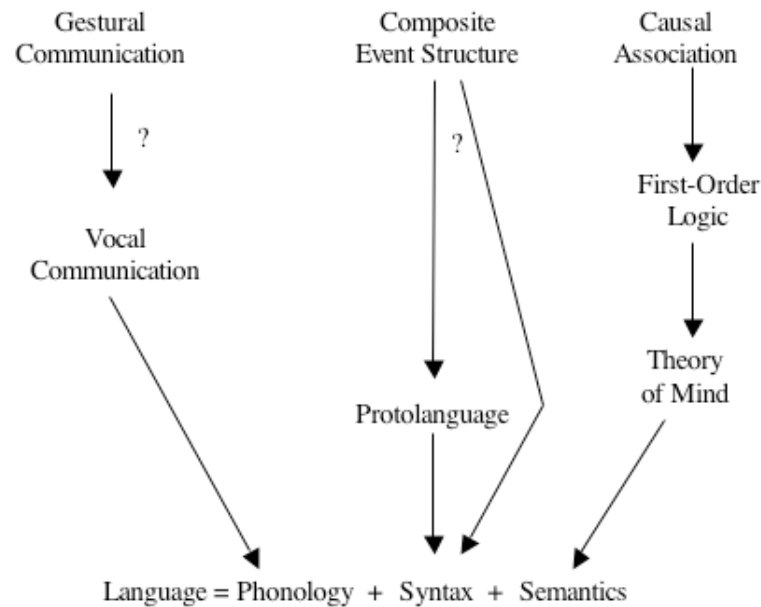 Gestural
Communication
Composite
Event Structure
Causal
Association
?
?
First-Order
Logic
Vocal
Communication
Theory
of Mind
Protolanguage
Language = Phonology + Syntax + Semantics